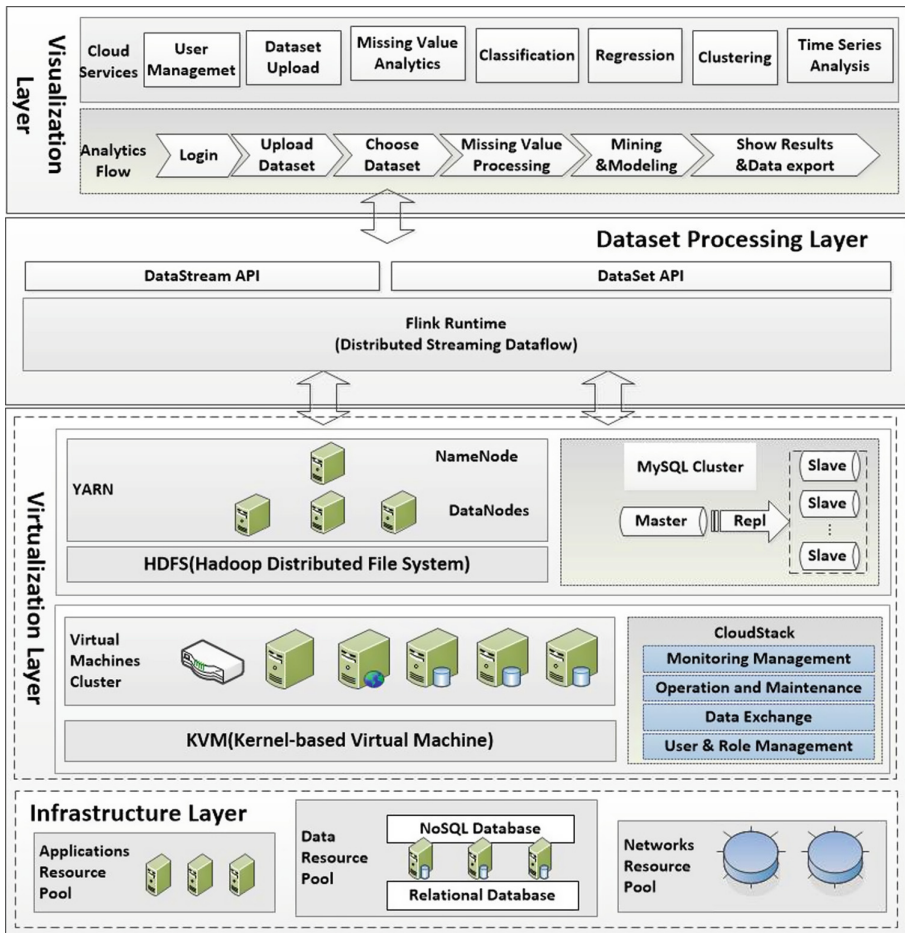 Visualization
Layer
Cloud
Services
User
Managemet
Dataset
Upload
Missing Value
Analytics
Classification
Regression
Clustering
Time Series
Analysis
Analytics
Flow
Login
Upload
Dataset
Choose
Dataset
Missing Value
Processing
Mining
&Modeling
Show Results
&Data export
Dataset Processing Layer
DataStream API
DataSet API
Flink Runtime
(Distributed Streaming Dataflow)
Virtualization Layer
YARN
NameNode
DataNodes
HDFS(Hadoop Distributed File System)
MySQL Cluster
Master
Repl
Slave
Slave
...
Slave
Virtual
Machines
Cluster
KVM(Kernel-based Virtual Machine)
CloudStack
Monitoring Management
Operation and Maintenance
Data Exchange
User & Role Management
Infrastructure Layer
Applications
Resource
Pool
Data
Resource
Pool
NoSQL Database
Relational Database
Networks
Resource
Pool